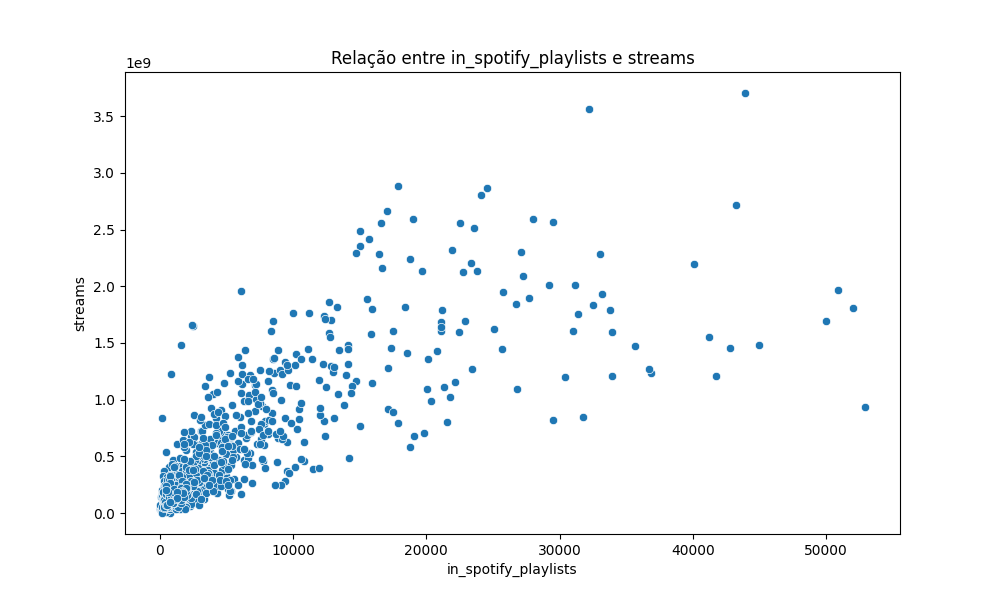 Relação entre in_spotify_playlists e streams
1e9
3.5
3.0
2.5
2.0
1.5
1.0
0.5
0.0
streams
0 10000 20000 30000 40000 50000
in_spotify_playlists